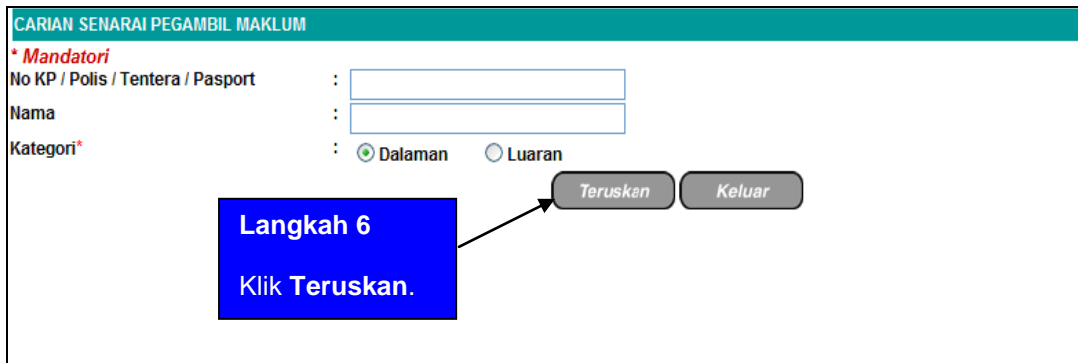 CARIAN SENARAI PEGAMBIL MAKLUM
* Mandatori
No KP / Polis / Tentera / Pasport :
Nama :
Kategori* : Dalaman Luaran
Teruskan Keluar
Langkah 6
Klik Teruskan.